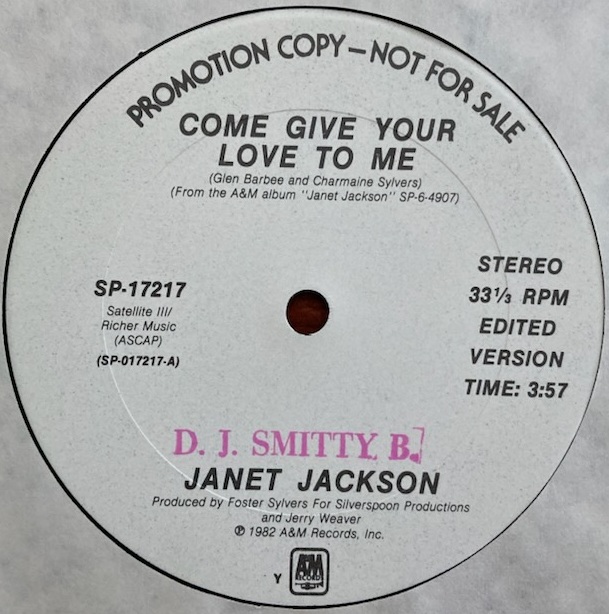 PROMOTION COPY — NOT FOR SALE
COME GIVE YOUR
LOVE TO ME
(Glen Barbee and Charmaine Sylvers)
(From the A&M album "Janet Jackson" SP-6-4907)
SP-17217
Satellite III/
Richer Music
(ASCAP)
(SP-017217-A)
STEREO
33⅓ RPM
EDITED
VERSION
TIME: 3:57
D. J. SMITTY B.
JANET JACKSON
Produced by Foster Sylvers For Silverspoon Productions
and Jerry Weaver
℗ 1982 A&M Records, Inc.
Y
A&M
RECORDS